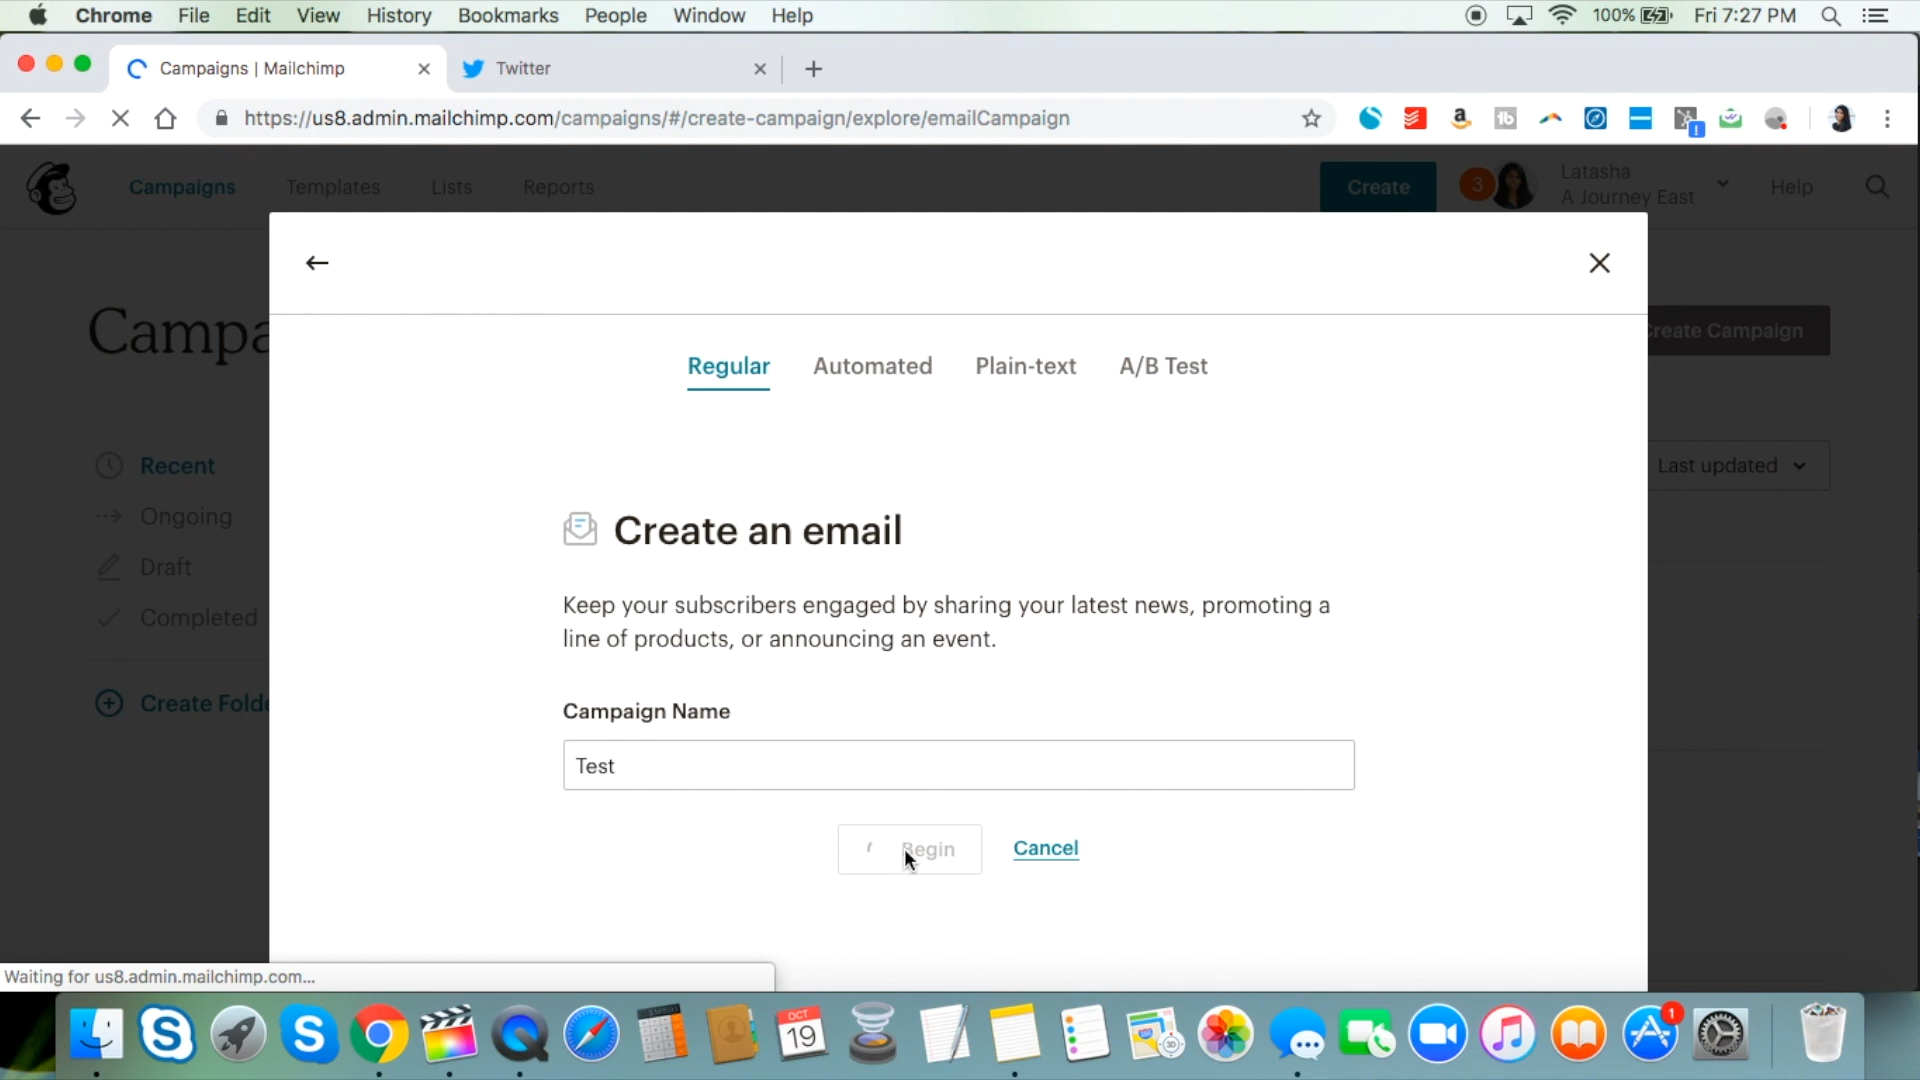 Chrome File Edit View History Bookmarks People Window Help 100% Fri 7:27 PM
Campaigns | Mailchimp Twitter
https://us8.admin.mailchimp.com/campaigns/#/create-campaign/explore/emailCampaign
Campaigns Templates Lists Reports Create 3 Latasha Help
A Journey East
Campa
Create Campaign
Regular Automated Plain-text A/B Test
Recent
Last updated
Ongoing
Draft
Completed
Create Folde
Create an email
Keep your subscribers engaged by sharing your latest news, promoting a
line of products, or announcing an event.
Campaign Name
Test
Begin Cancel
Waiting for us8.admin.mailchimp.com...
OCT
19
1